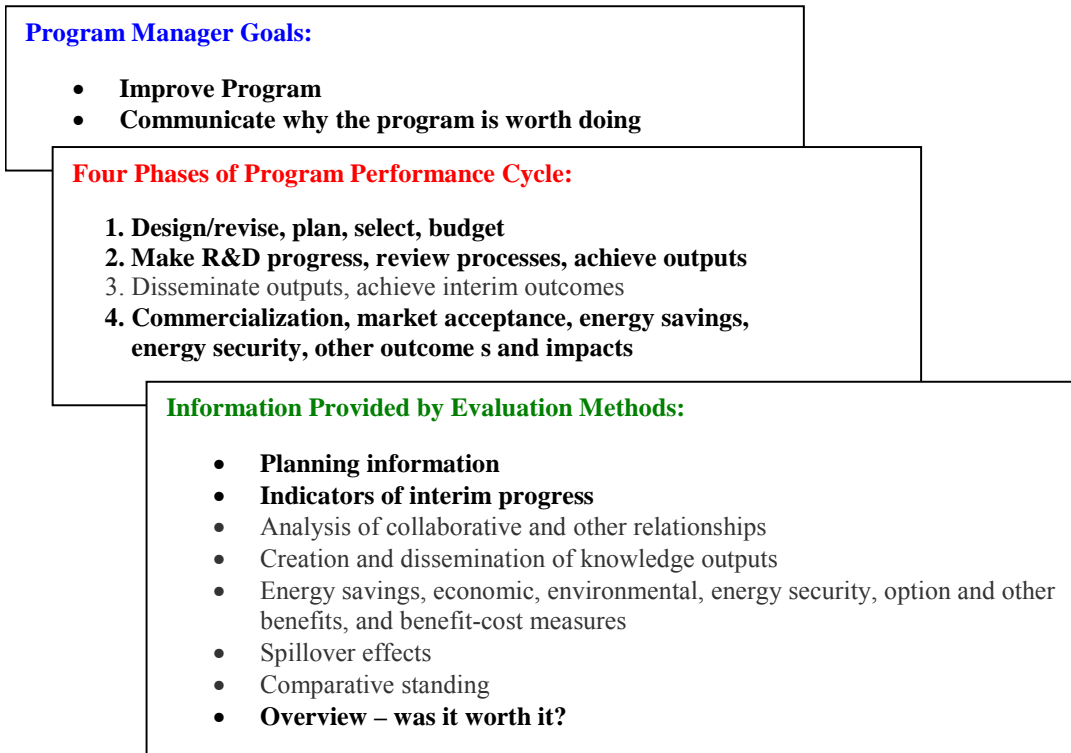 Program Manager Goals:
• Improve Program
• Communicate why the program is worth doing
Four Phases of Program Performance Cycle:
1. Design/revise, plan, select, budget
2. Make R&D progress, review processes, achieve outputs
3. Disseminate outputs, achieve interim outcomes
4. Commercialization, market acceptance, energy savings,
energy security, other outcome s and impacts
Information Provided by Evaluation Methods:
• Planning information
• Indicators of interim progress
• Analysis of collaborative and other relationships
• Creation and dissemination of knowledge outputs
• Energy savings, economic, environmental, energy security, option and other
benefits, and benefit-cost measures
• Spillover effects
• Comparative standing
• Overview – was it worth it?